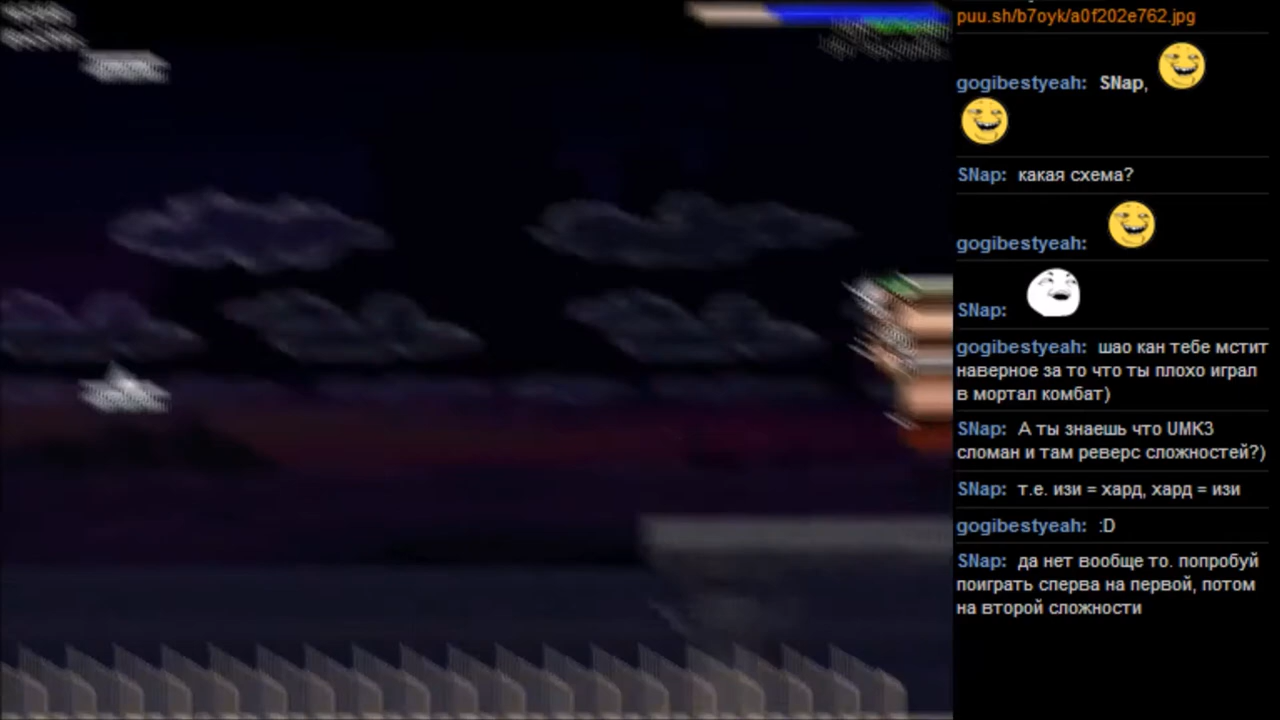 puu.sh/b7oyk/a0f202e762.jpg
gogibestyeah: SNap,
SNap: какая схема?
gogibestyeah:
SNap:
gogibestyeah: шао кан тебе мстит
наверное за то что ты плохо играл
в мортал комбат)
SNap: А ты знаешь что UMK3
сломан и там реверс сложностей?)
SNap: т.е. изи = хард, хард = изи
gogibestyeah: :D
SNap: да нет вообще то. попробуй
поиграть сперва на первой, потом
на второй сложности